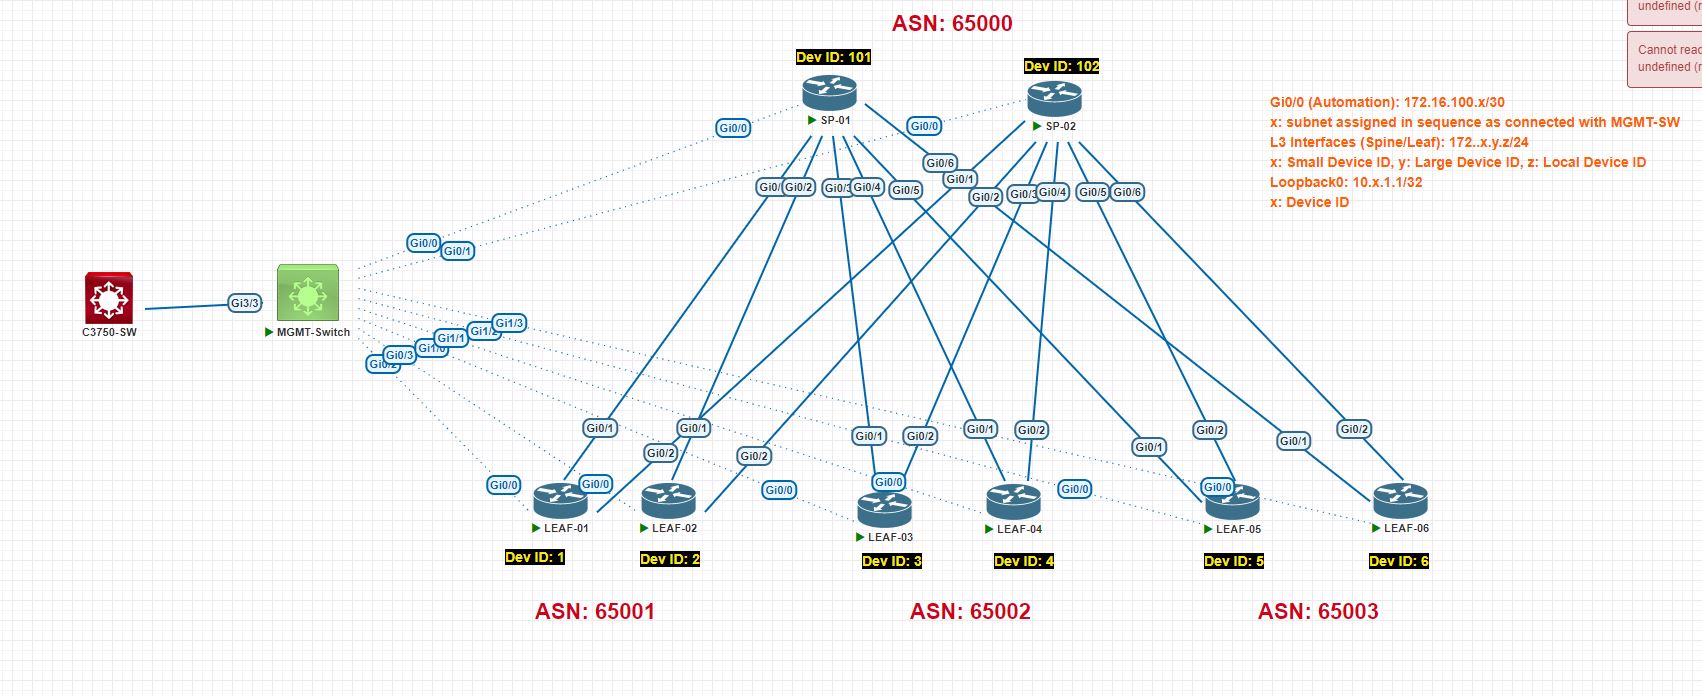 ASN: 65000
undefined (r
Cannot read
undefined (r
Dev ID: 101
Dev ID: 102
SP-01
SP-02
Gi0/0 (Automation): 172.16.100.x/30
x: subnet assigned in sequence as connected with MGMT-SW
L3 Interfaces (Spine/Leaf): 172..x.y.z/24
x: Small Device ID, y: Large Device ID, z: Local Device ID
Loopback0: 10.x.1.1/32
x: Device ID
Gi0/0
Gi0/0
Gi0/6
Gi0/1
Gi0/2
Gi0/3
Gi0/4
Gi0/5
Gi0/2
Gi0/3
Gi0/4
Gi0/5
Gi0/6
Gi0/0
Gi0/1
Gi3/3
C3750-SW
MGMT-Switch
Gi1/3
Gi1/2
Gi1/1
Gi1/0
Gi0/3
Gi0/2
Gi0/1
Gi0/1
Gi0/2
Gi0/2
Gi0/1
Gi0/2
Gi0/1
Gi0/2
Gi0/1
Gi0/2
Gi0/1
Gi0/2
Gi0/0
Gi0/0
Gi0/0
Gi0/0
Gi0/0
Gi0/0
LEAF-01
LEAF-02
LEAF-03
LEAF-04
LEAF-05
LEAF-06
Dev ID: 1
Dev ID: 2
Dev ID: 3
Dev ID: 4
Dev ID: 5
Dev ID: 6
ASN: 65001
ASN: 65002
ASN: 65003